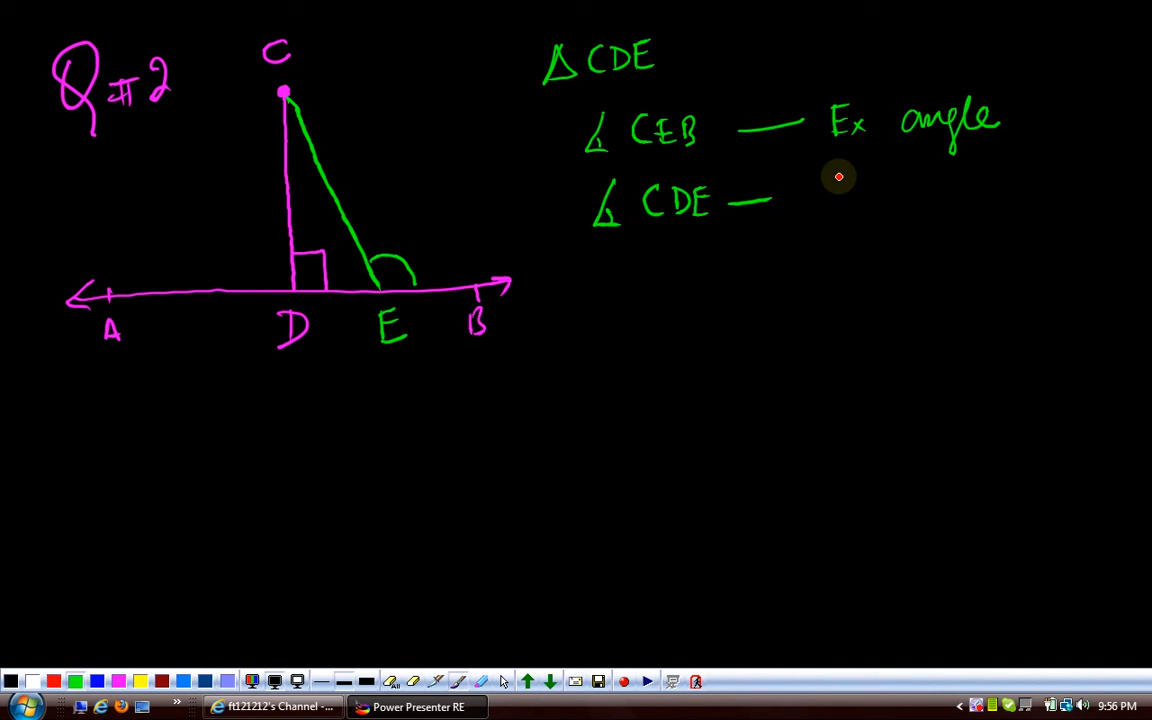 Q # 2
C
A D E B
Δ CDE
∡ CEB — Ex angle
∡ CDE —
ft121212's Channel -...
Power Presenter RE
9:56 PM